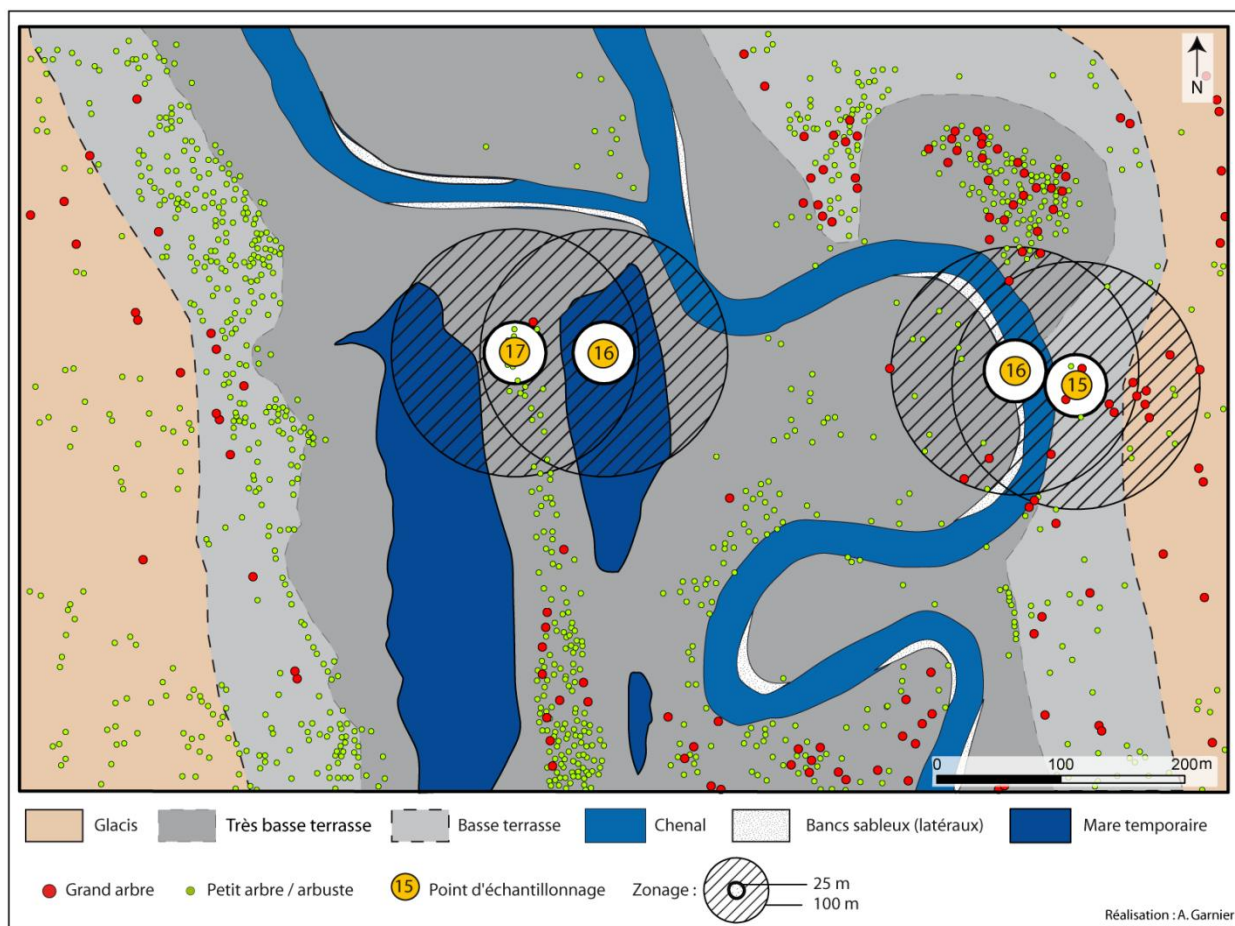 N
17
16
16
15
0 100 200m
Glacis
Très basse terrasse
Basse terrasse
Chenal
Bancs sableux (latéraux)
Mare temporaire
Grand arbre
Petit arbre / arbuste
15 Point d'échantillonnage
Zonage :
25 m
100 m
Réalisation : A. Garnier